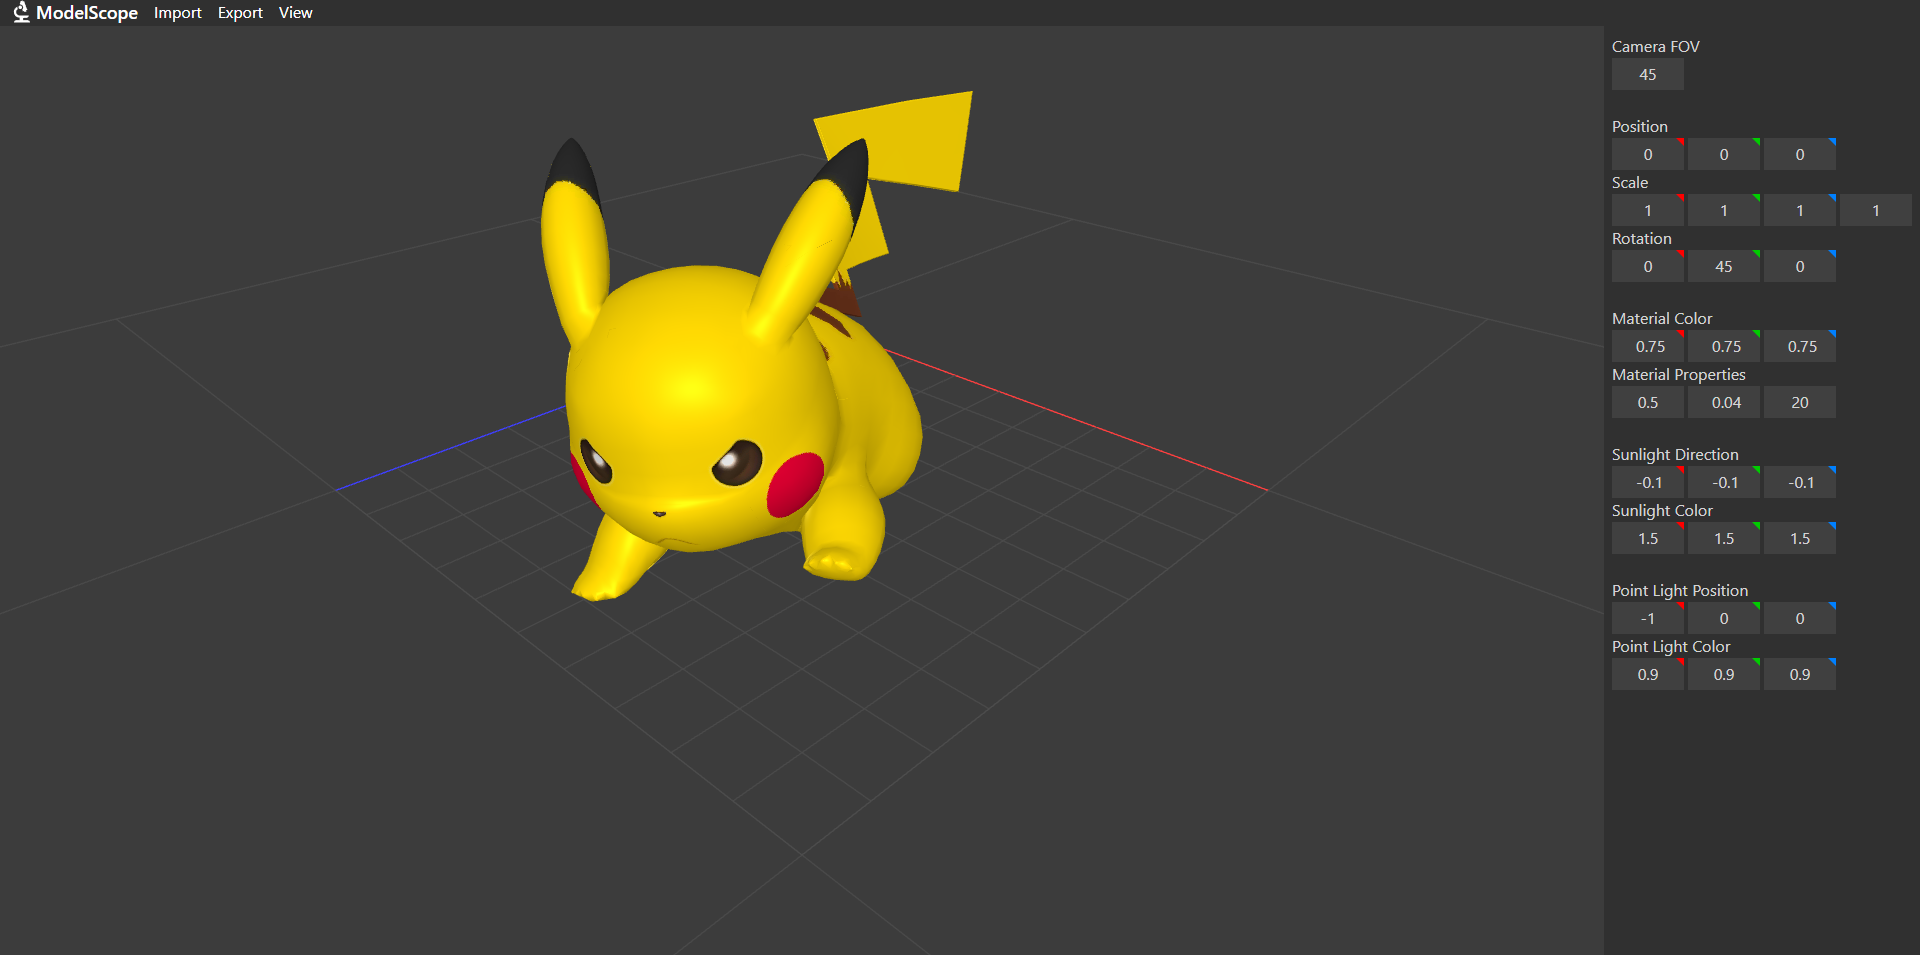 ModelScope Import Export View
Camera FOV
45
Position
0 0 0
Scale
1 1 1 1
Rotation
0 45 0
Material Color
0.75 0.75 0.75
Material Properties
0.5 0.04 20
Sunlight Direction
-0.1 -0.1 -0.1
Sunlight Color
1.5 1.5 1.5
Point Light Position
-1 0 0
Point Light Color
0.9 0.9 0.9